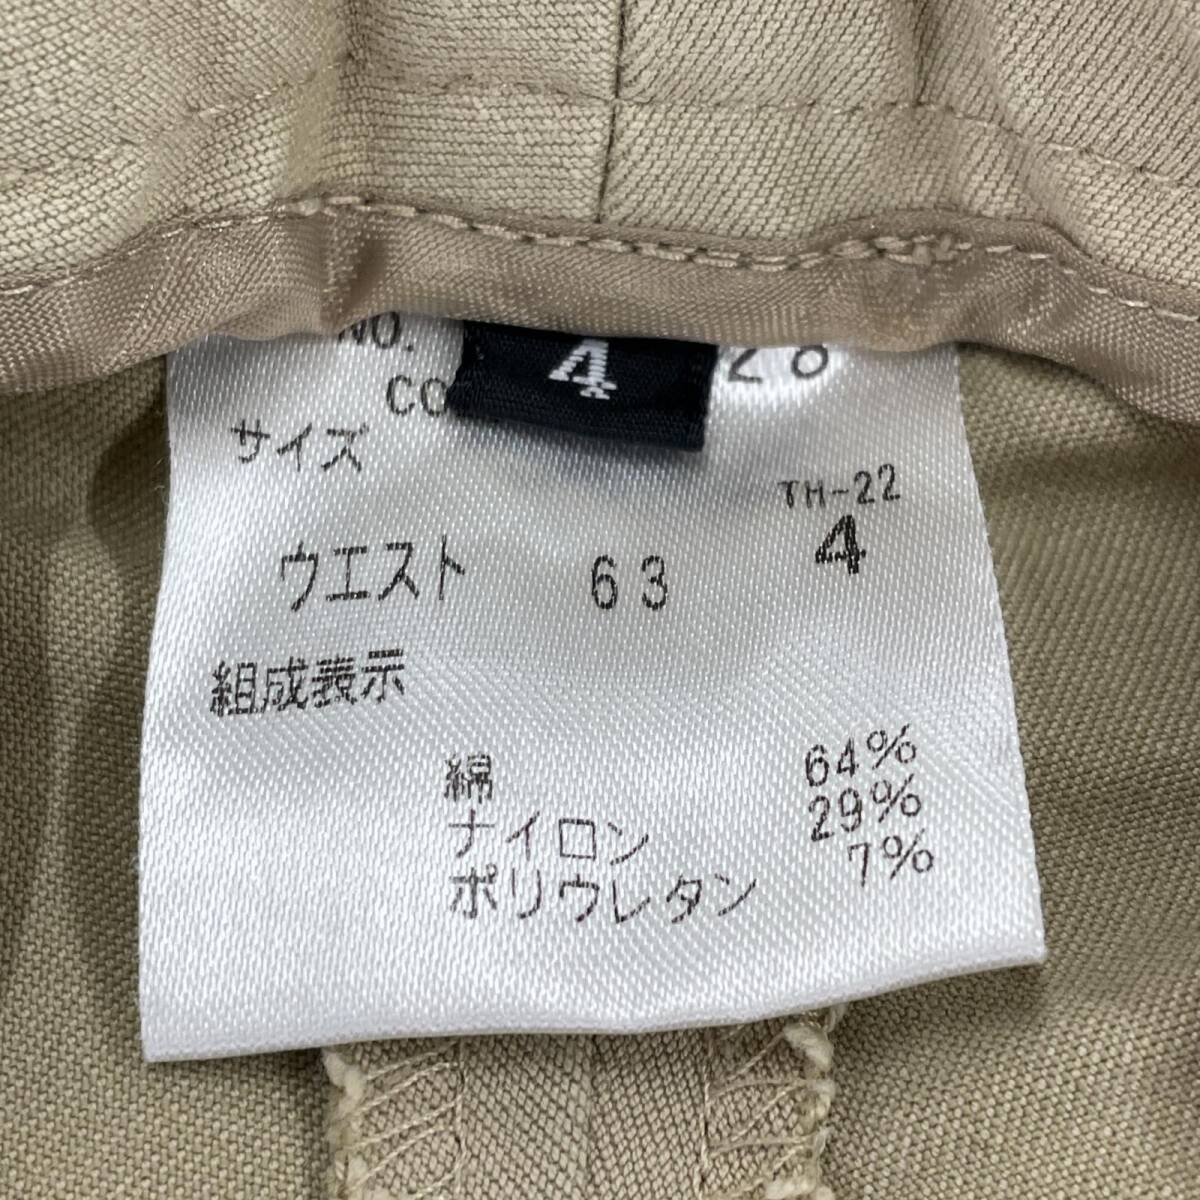 NO.
4
28
CO
サイズ
TH-22
4
ウエスト 63
組成表示
綿 64%
ナイロン 29%
ポリウレタン 7%